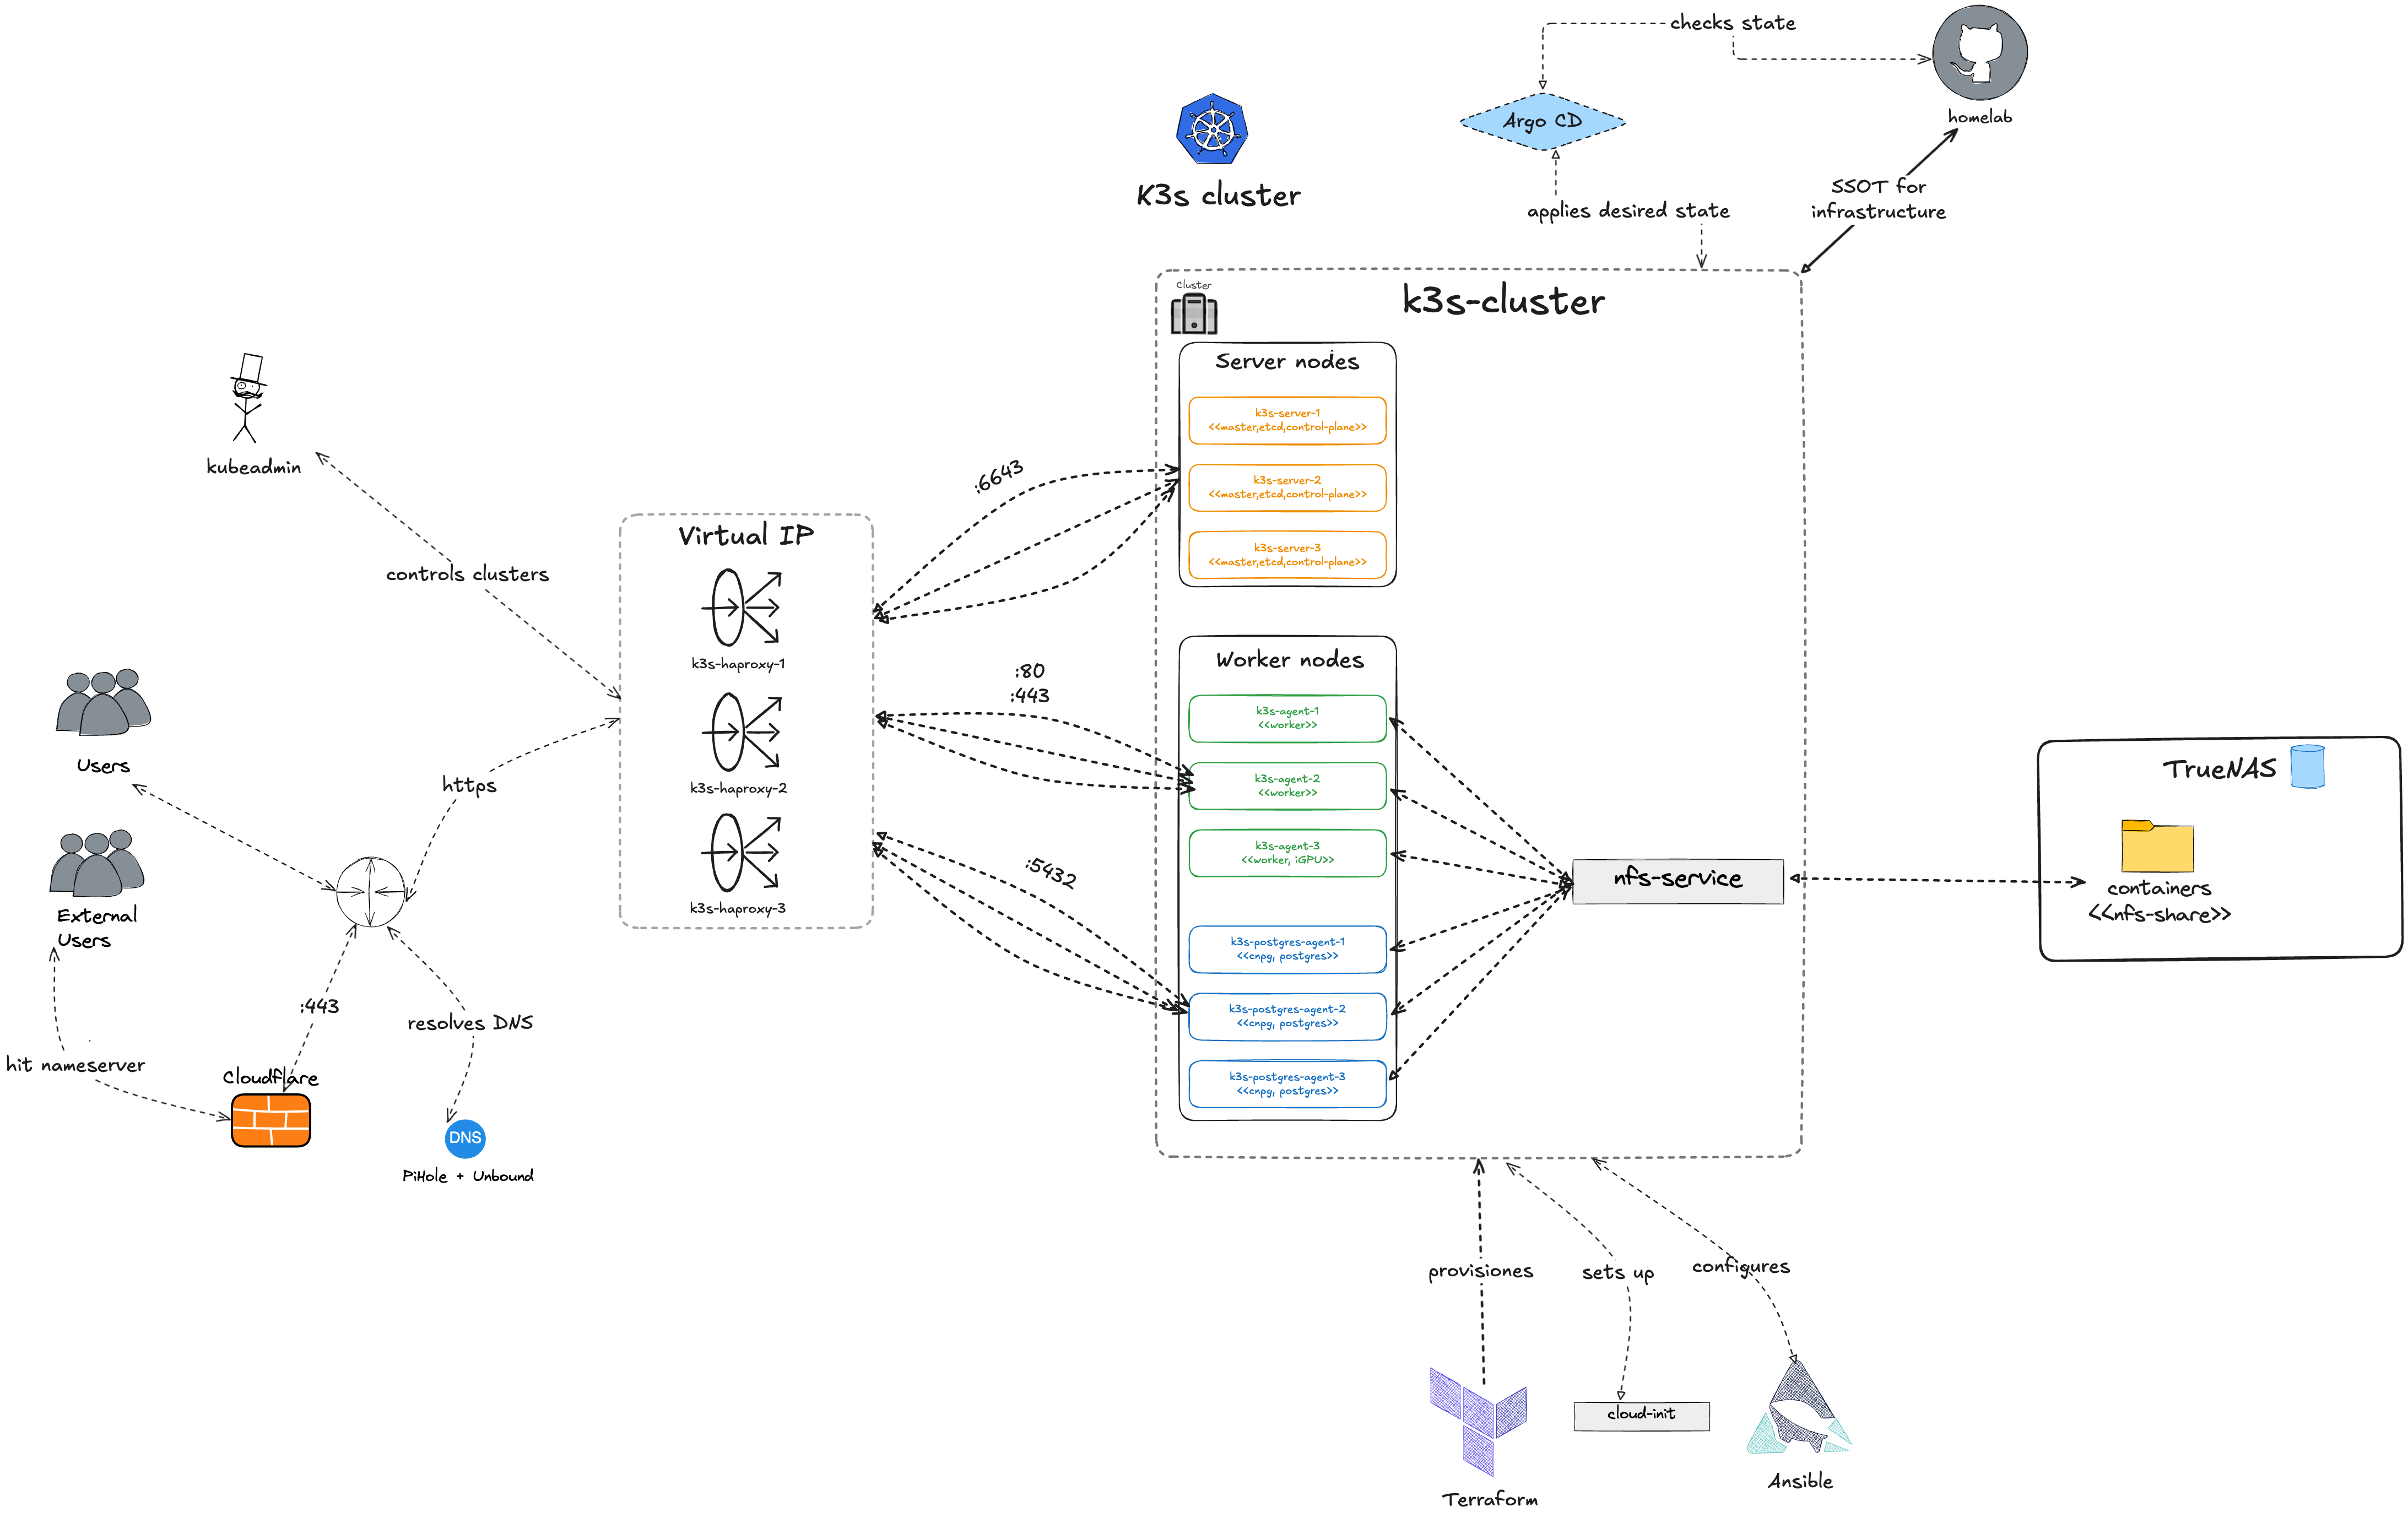 checks state
Argo CD
homelab
K3s cluster
SSOT for
infrastructure
applies desired state
Cluster
k3s-cluster
Server nodes
k3s-server-1
<<master,etcd,control-plane>>
k3s-server-2
<<master,etcd,control-plane>>
k3s-server-3
<<master,etcd,control-plane>>
kubeadmin
controls clusters
:6643
Virtual IP
k3s-haproxy-1
k3s-haproxy-2
k3s-haproxy-3
:80
:443
:5432
Worker nodes
k3s-agent-1
<<worker>>
k3s-agent-2
<<worker>>
k3s-agent-3
<<worker, iGPU>>
k3s-postgres-agent-1
<<cnpg, postgres>>
k3s-postgres-agent-2
<<cnpg, postgres>>
k3s-postgres-agent-3
<<cnpg, postgres>>
nfs-service
TrueNAS
containers
<<nfs-share>>
Users
https
External
Users
:443
resolves DNS
hit nameserver
Cloudflare
DNS
PiHole + Unbound
provisiones
sets up
configures
cloud-init
Terraform
Ansible